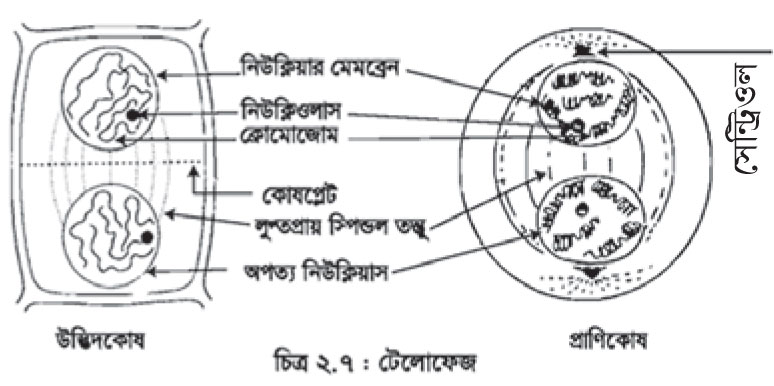 নিউক্লিয়ার মেমব্রেন
নিউক্লিওলাস
ক্রোমোজোম
সেন্ট্রিওল
কোষপ্লেট
লুপ্তপ্রায় স্পিন্ডল তন্তু
অপত্য নিউক্লিয়াস
উদ্ভিদকোষ
প্রাণিকোষ
চিত্র ২.৭ : টেলোফেজ